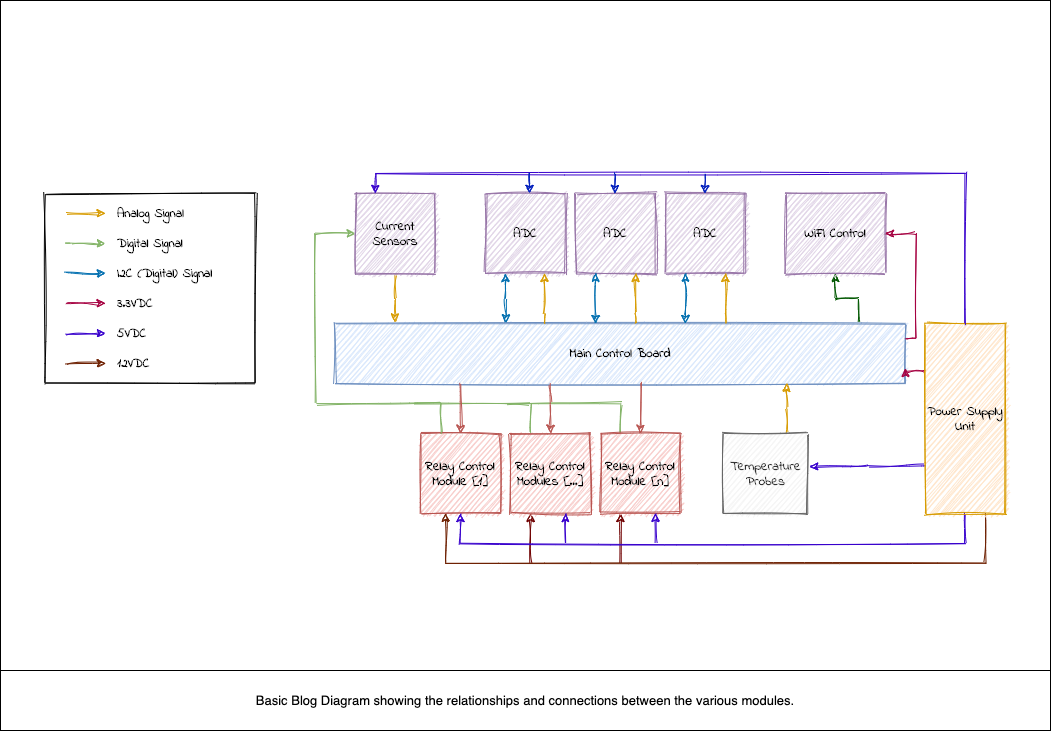 Analog Signal
Digital Signal
I2C (Digital) Signal
3.3VDC
5VDC
12VDC
Current
Sensors
ADC
ADC
ADC
WiFI Control
Main Control Board
Power Supply
Unit
Relay Control
Module [1]
Relay Control
Modules [...]
Relay Control
Module [n]
Temperature
Probes
Basic Blog Diagram showing the relationships and connections between the various modules.